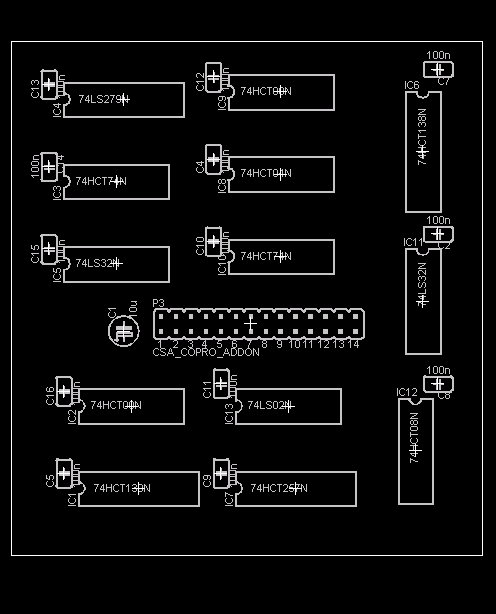 100n
C7
C13
IC4
74LS279N
C12
IC9
74HCT00N
IC6
74HCT138N
100n
IC3
74HCT74N
C4
IC8
74HCT04N
100n
C15
IC5
74LS32N
C10
74HCT74N
IC11
74LS32N
C1
10u
P3
1 2 3 4 5 6 7 8 9 10 11 12 13 14
CSA_COPRO_ADDON
100n
C8
C16
IC2
74HCT00N
C11
IC13
74LS02N
IC12
74HCT08N
C5
IC1
C9
IC7
74HCT257N